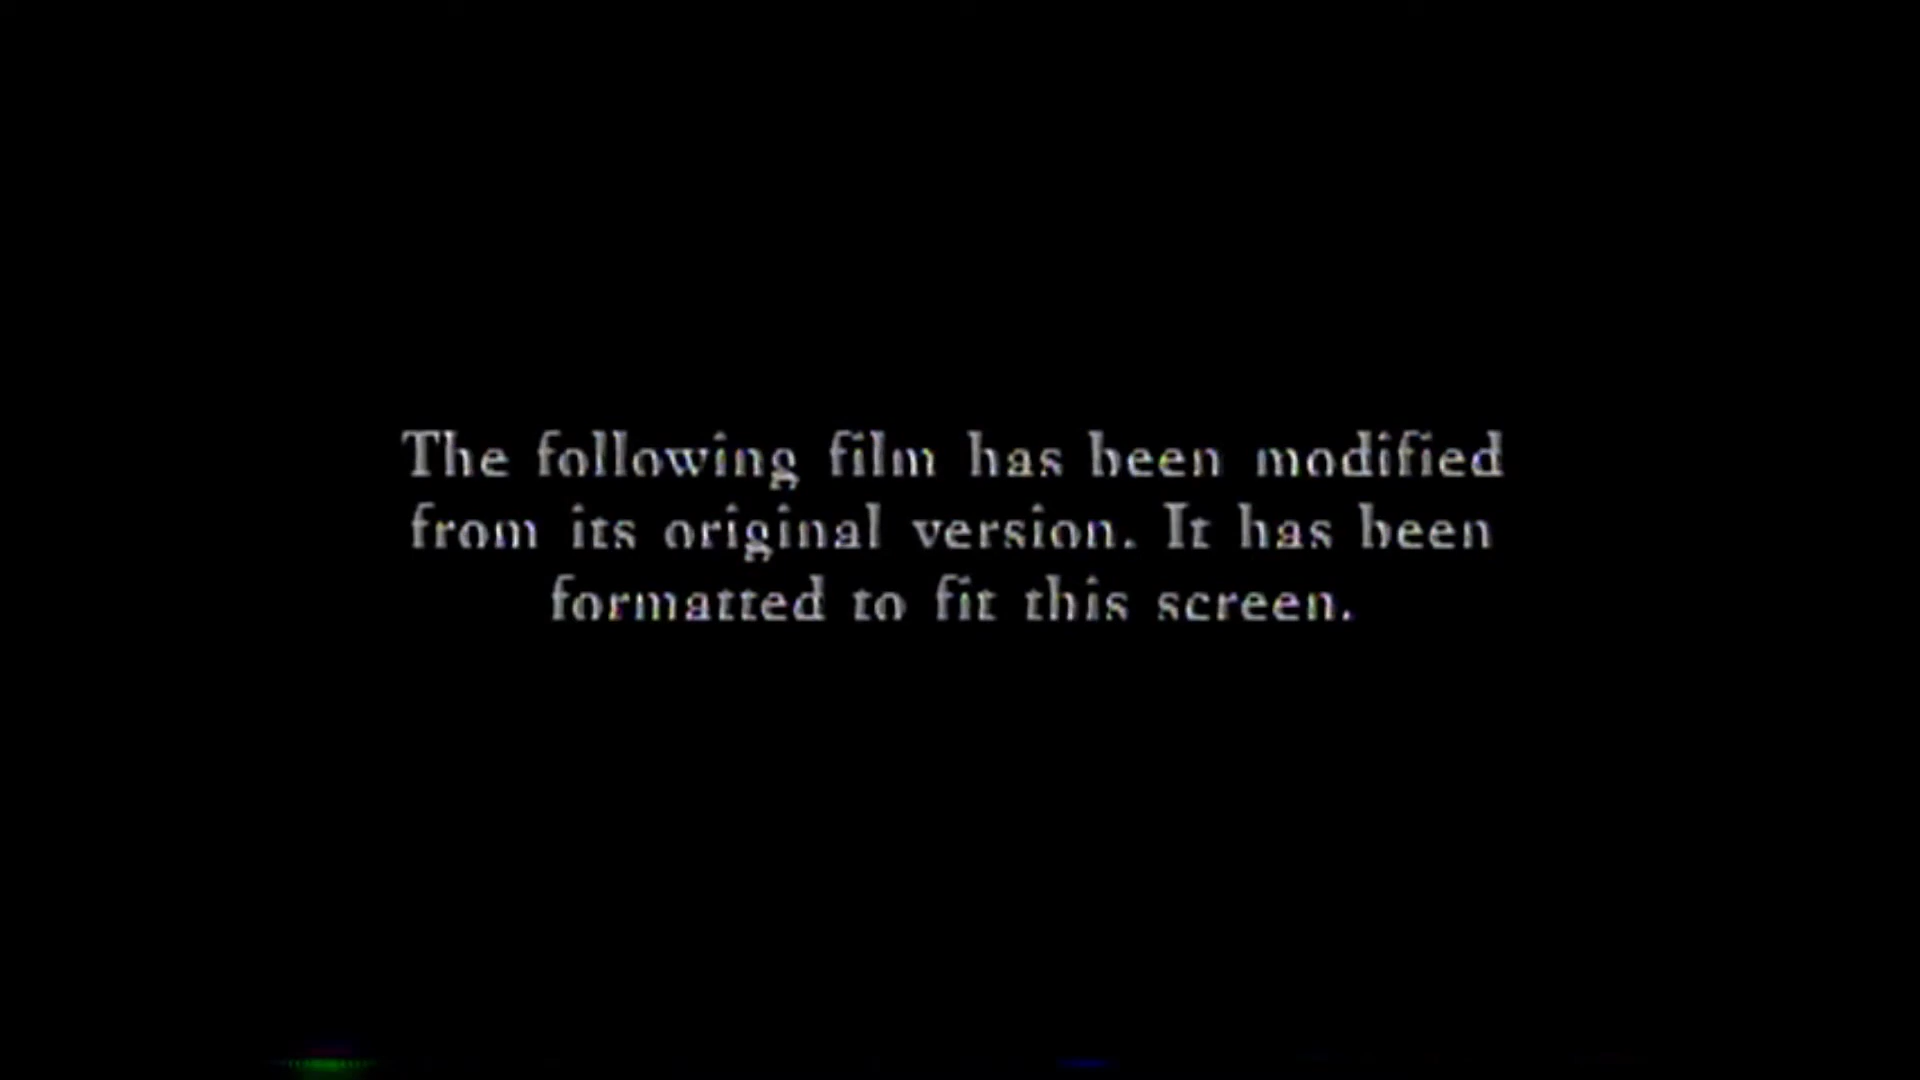 The following film has been modified
from its original version. It has been
formatted to fit this screen.